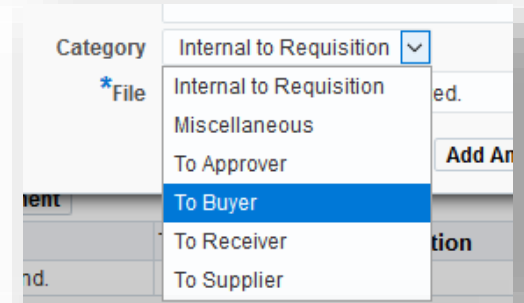 Category Internal to Requisition
*File Internal to Requisition ed.
Miscellaneous
To Approver Add An
ment To Buyer
To Receiver tion
nd. To Supplier